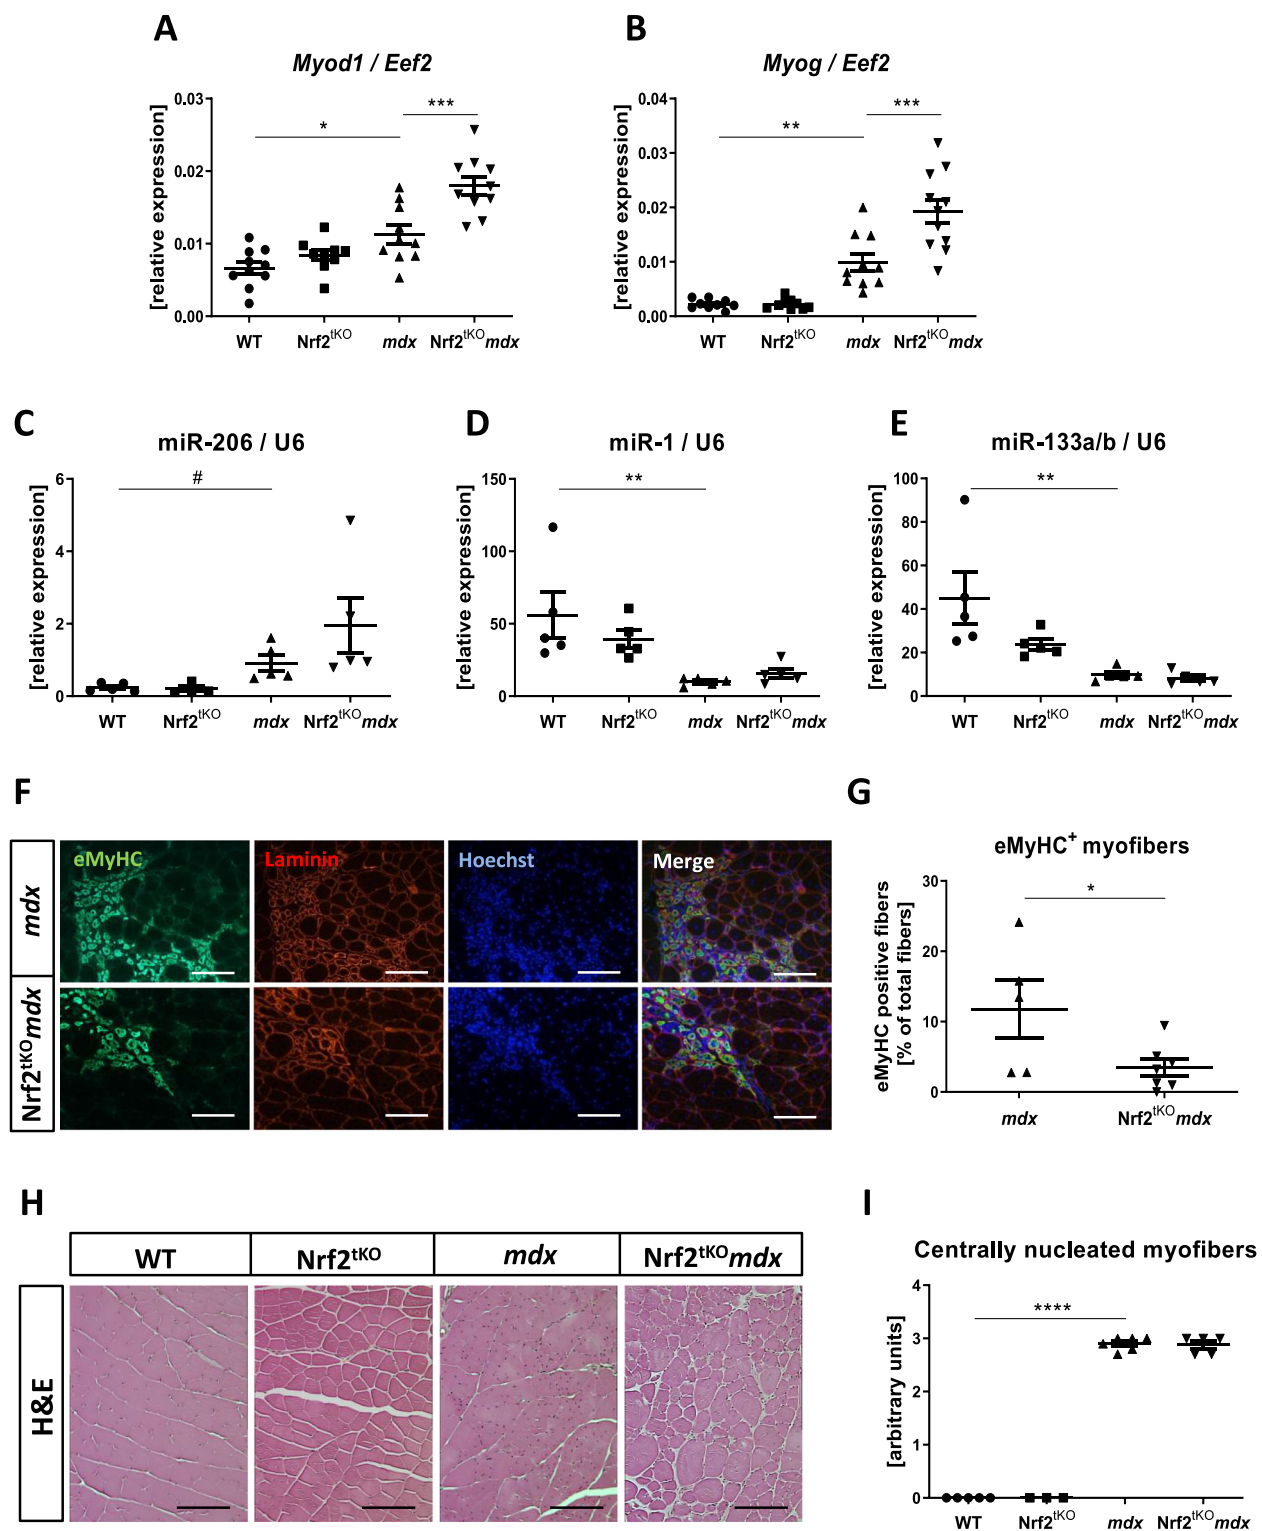 A
Myod1 / Eef2
[relative expression]
0.03
0.02
0.01
0.00
*
***
WT
Nrf2tKO
mdx
Nrf2tKOmdx
B
Myog / Eef2
[relative expression]
0.04
0.03
0.02
0.01
0.00
**
***
WT
Nrf2tKO
mdx
Nrf2tKOmdx
C
miR-206 / U6
[relative expression]
6
4
2
0
#
WT
Nrf2tKO
mdx
Nrf2tKOmdx
D
miR-1 / U6
[relative expression]
150
100
50
0
**
WT
Nrf2tKO
mdx
Nrf2tKOmdx
E
miR-133a/b / U6
[relative expression]
100
80
60
40
20
0
**
WT
Nrf2tKO
mdx
Nrf2tKOmdx
F
mdx
Nrf2tKOmdx
eMyHC
Laminin
Hoechst
Merge
G
eMyHC+ myofibers
eMyHC positive fibers
[% of total fibers]
30
20
10
0
*
mdx
Nrf2tKOmdx
H
WT
Nrf2tKO
mdx
Nrf2tKOmdx
H&E
I
Centrally nucleated myofibers
[arbitrary units]
4
3
2
1
0
****
WT
Nrf2tKO
mdx
Nrf2tKOmdx